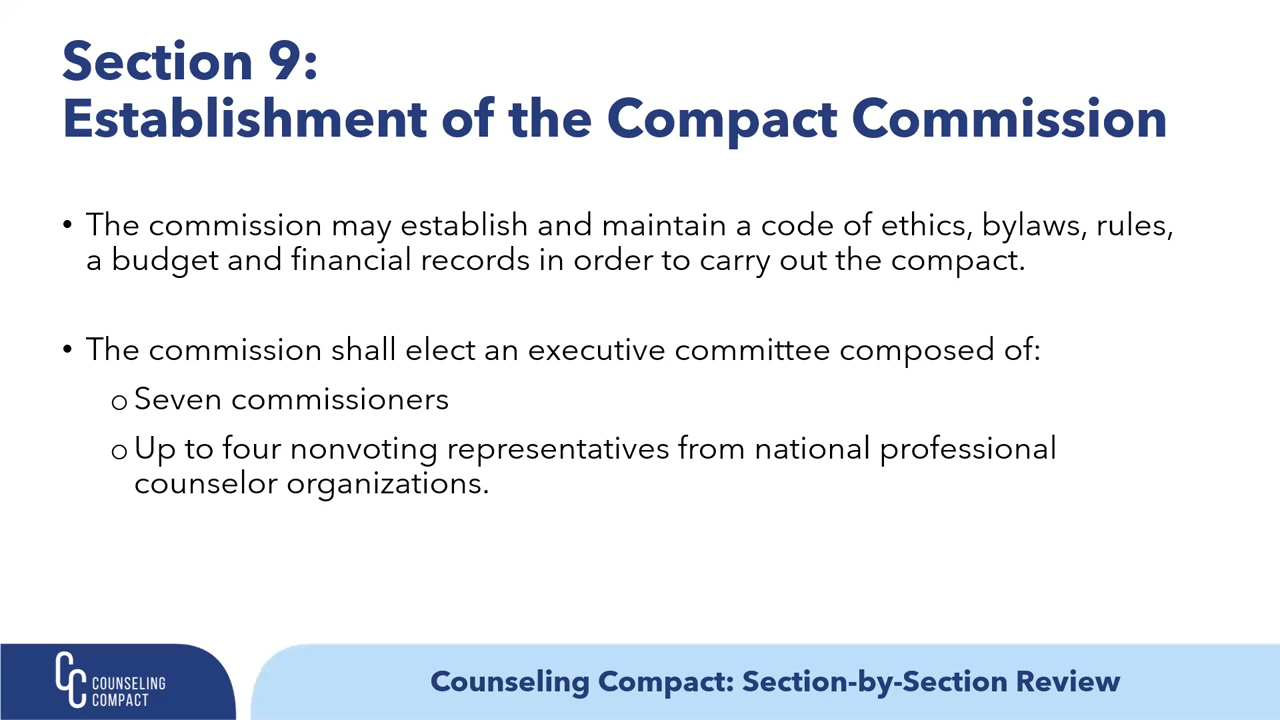 Section 9:
Establishment of the Compact Commission
• The commission may establish and maintain a code of ethics, bylaws, rules,
a budget and financial records in order to carry out the compact.
• The commission shall elect an executive committee composed of:
o Seven commissioners
o Up to four nonvoting representatives from national professional
counselor organizations.
CC COUNSELING
COMPACT
Counseling Compact: Section-by-Section Review